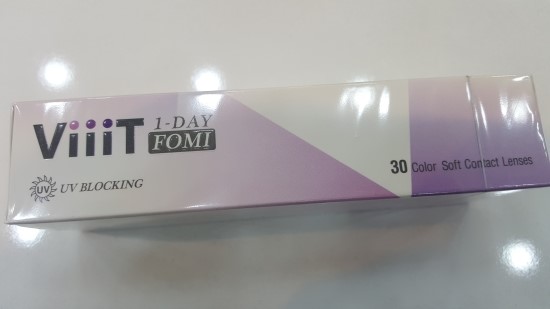 ViiiT 1-DAY
FOMI
UV UV BLOCKING
30 Color Soft Contact Lenses